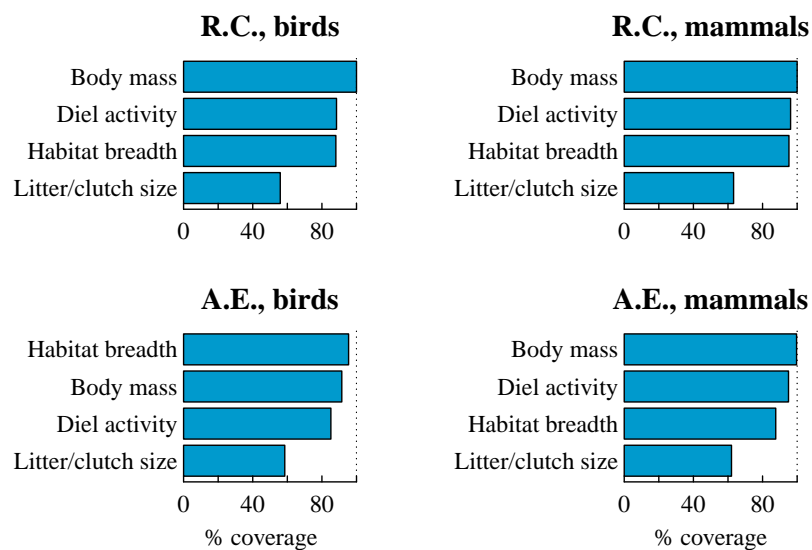 R.C., birds
Body mass
Diel activity
Habitat breadth
Litter/clutch size
0 40 80
R.C., mammals
Body mass
Diel activity
Habitat breadth
Litter/clutch size
0 40 80
A.E., birds
Habitat breadth
Body mass
Diel activity
Litter/clutch size
0 40 80
% coverage
A.E., mammals
Body mass
Diel activity
Habitat breadth
Litter/clutch size
0 40 80
% coverage